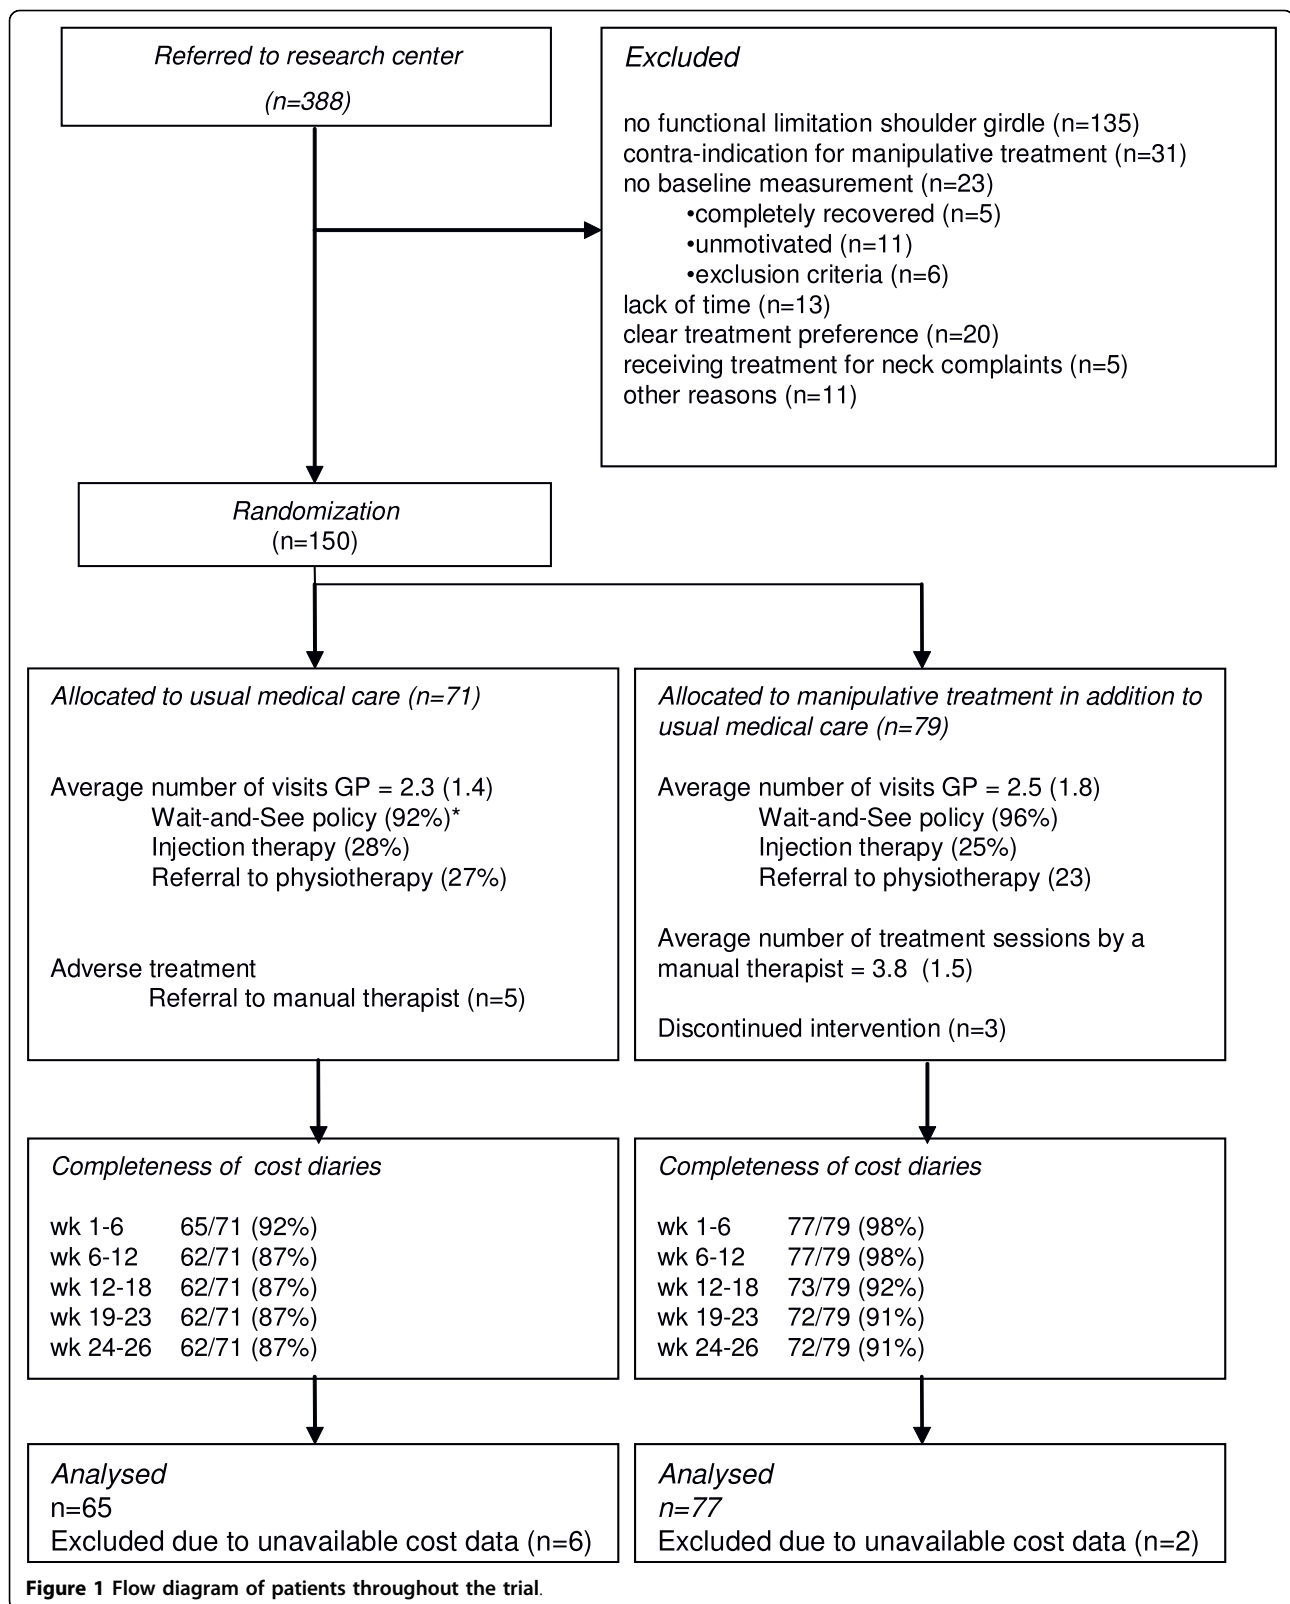 Referred to research center
(n=388)
Excluded
no functional limitation shoulder girdle (n=135)
contra-indication for manipulative treatment (n=31)
no baseline measurement (n=23)
•completely recovered (n=5)
•unmotivated (n=11)
•exclusion criteria (n=6)
lack of time (n=13)
clear treatment preference (n=20)
receiving treatment for neck complaints (n=5)
other reasons (n=11)
Randomization
(n=150)
Allocated to usual medical care (n=71)
Average number of visits GP = 2.3 (1.4)
Wait-and-See policy (92%)*
Injection therapy (28%)
Referral to physiotherapy (27%)
Adverse treatment
Referral to manual therapist (n=5)
Allocated to manipulative treatment in addition to
usual medical care (n=79)
Average number of visits GP = 2.5 (1.8)
Wait-and-See policy (96%)
Injection therapy (25%)
Referral to physiotherapy (23)
Average number of treatment sessions by a
manual therapist = 3.8 (1.5)
Discontinued intervention (n=3)
Completeness of cost diaries
wk 1-6 65/71 (92%)
wk 6-12 62/71 (87%)
wk 12-18 62/71 (87%)
wk 19-23 62/71 (87%)
wk 24-26 62/71 (87%)
Completeness of cost diaries
wk 1-6 77/79 (98%)
wk 6-12 77/79 (98%)
wk 12-18 73/79 (92%)
wk 19-23 72/79 (91%)
wk 24-26 72/79 (91%)
Analysed
n=65
Excluded due to unavailable cost data (n=6)
Analysed
n=77
Excluded due to unavailable cost data (n=2)
Figure 1 Flow diagram of patients throughout the trial.